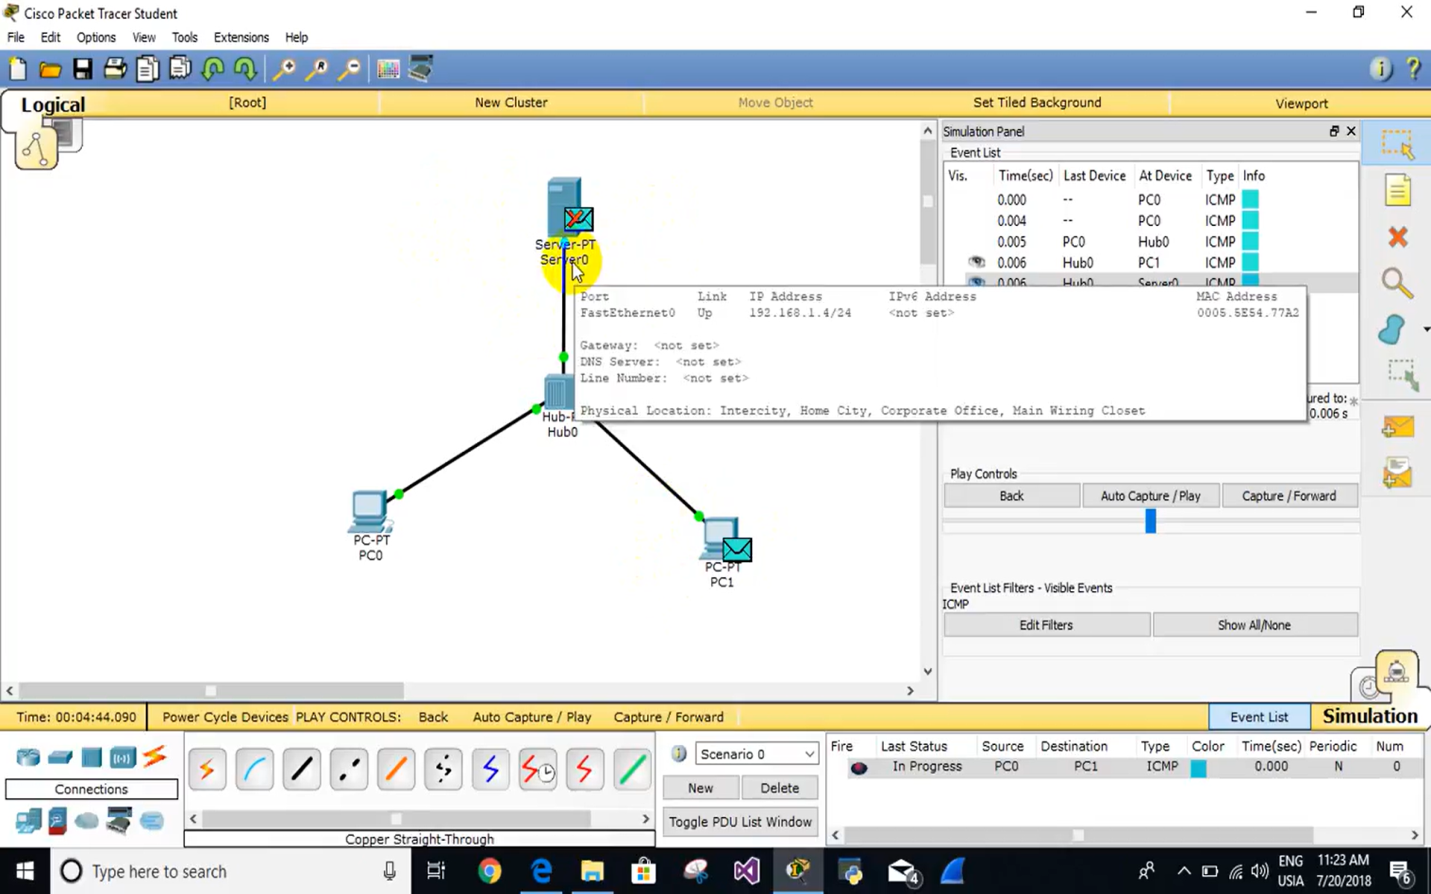 Cisco Packet Tracer Student
File Edit Options View Tools Extensions Help
Logical [Root] New Cluster Move Object Set Tiled Background Viewport
Simulation Panel
Event List
Vis. Time(sec) Last Device At Device Type Info
0.000 -- PC0 ICMP
0.004 -- PC0 ICMP
0.005 PC0 Hub0 ICMP
0.006 Hub0 PC1 ICMP
0.006 Hub0 Server0 ICMP
Server-PT
Server0
Port Link IP Address IPv6 Address MAC Address
FastEthernet0 Up 192.168.1.4/24 <not set> 0005.5E54.77A2
Gateway: <not set>
DNS Server: <not set>
Line Number: <not set>
Physical Location: Intercity, Home City, Corporate Office, Main Wiring Closet
ured to:
0.006 s
Hub-P
Hub0
PC-PT
PC0
PC-PT
PC1
Play Controls
Back Auto Capture / Play Capture / Forward
Event List Filters - Visible Events
ICMP
Edit Filters Show All/None
Time: 00:04:44.090 Power Cycle Devices PLAY CONTROLS: Back Auto Capture / Play Capture / Forward Event List Simulation
Connections
Copper Straight-Through
Scenario 0
New Delete
Toggle PDU List Window
Fire Last Status Source Destination Type Color Time(sec) Periodic Num
In Progress PC0 PC1 ICMP 0.000 N 0
Type here to search
4
ENG
USIA
11:23 AM
7/20/2018
6